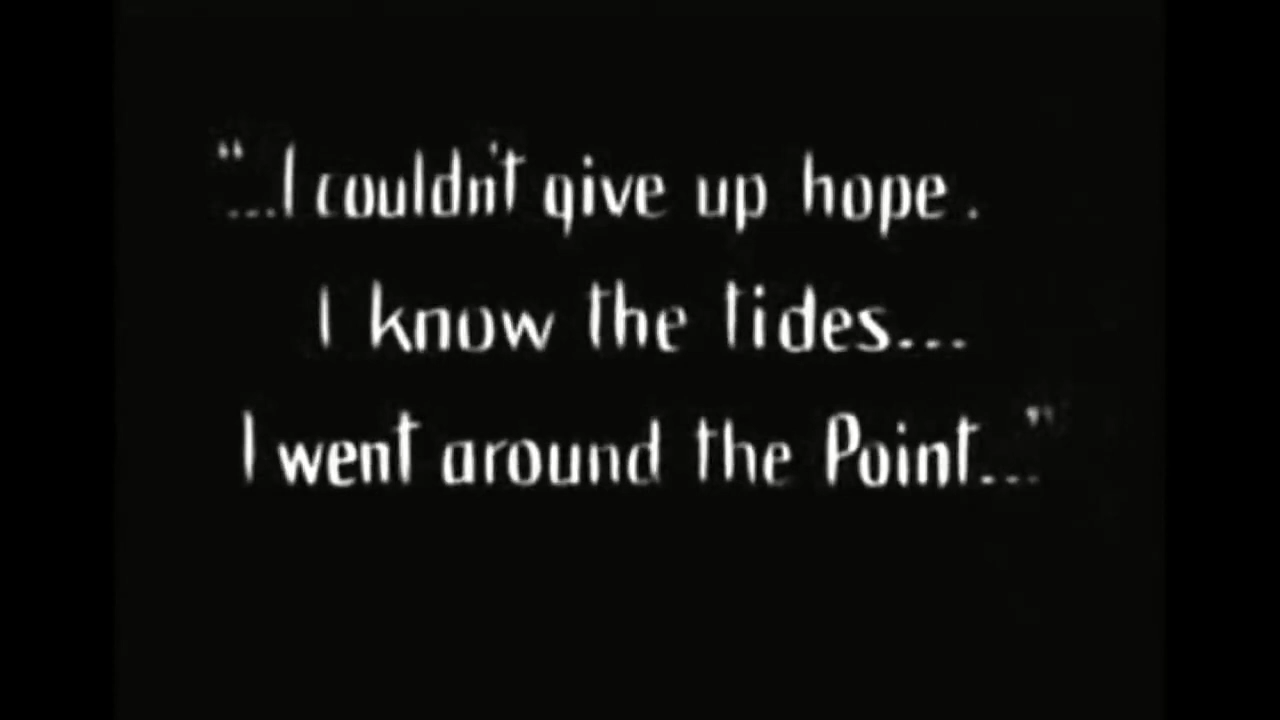 "...I couldn't give up hope.
I know the tides...
I went around the Point..."